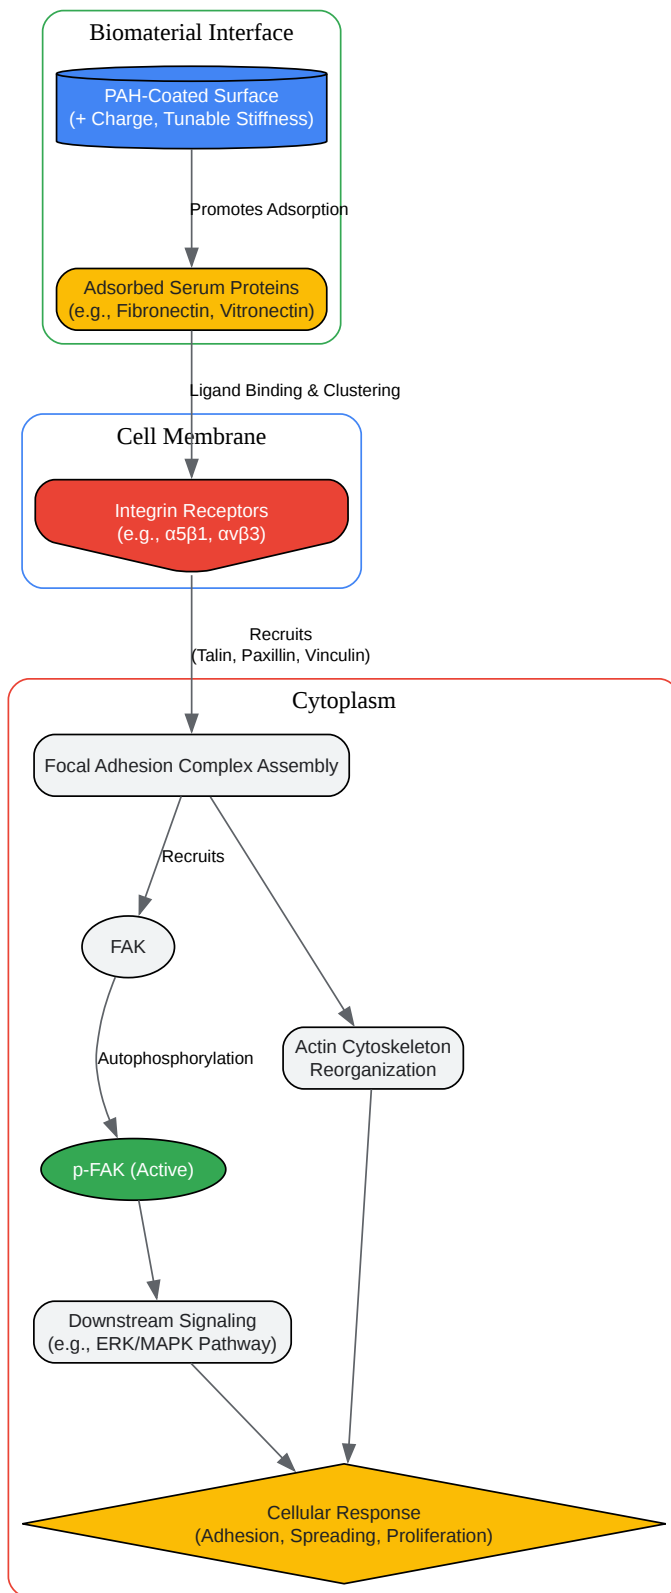 Biomaterial Interface
PAH-Coated Surface
(+ Charge, Tunable Stiffness)
Promotes Adsorption
Adsorbed Serum Proteins
(e.g., Fibronectin, Vitronectin)
Ligand Binding & Clustering
Cell Membrane
Integrin Receptors
(e.g., α5β1, αvβ3)
Recruits
(Talin, Paxillin, Vinculin)
Cytoplasm
Focal Adhesion Complex Assembly
Recruits
FAK
Actin Cytoskeleton
Reorganization
Autophosphorylation
p-FAK (Active)
Downstream Signaling
(e.g., ERK/MAPK Pathway)
Cellular Response
(Adhesion, Spreading, Proliferation)